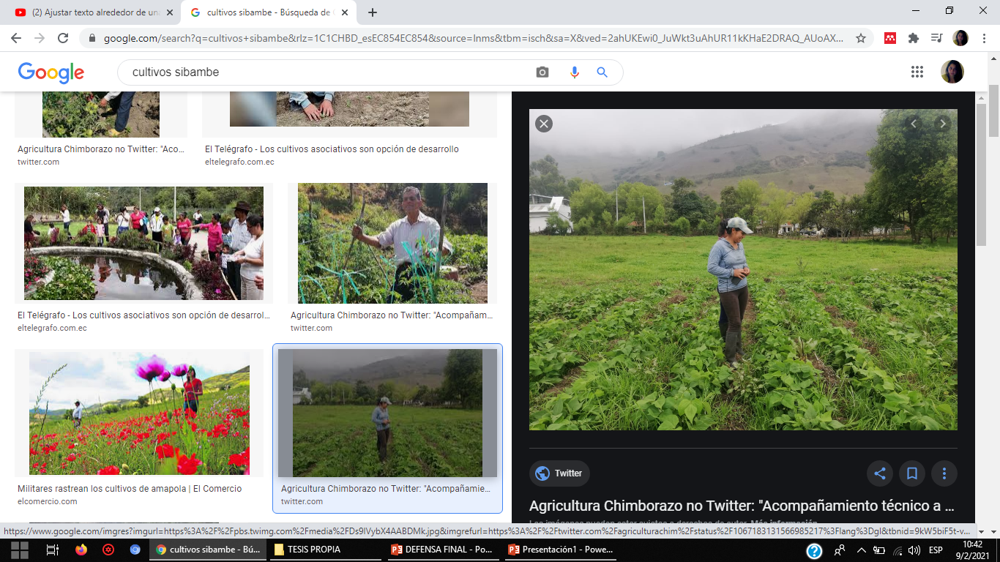 (2) Ajustar texto alrededor de una
cultivos sibambe - Búsqueda de G
google.com/search?q=cultivos+sibambe&rlz=1C1CHBD_esEC854EC854&source=lnms&tbm=isch&sa=X&ved=2ahUKEwi0_JuWkt3uAhUR11kKHaE2DRAQ_AUoAX...
Google
cultivos sibambe
Agricultura Chimborazo no Twitter: "Aco...
twitter.com
El Telégrafo - Los cultivos asociativos son opción de desarrollo
eltelegrafo.com.ec
El Telégrafo - Los cultivos asociativos son opción de desarrol...
eltelegrafo.com.ec
Agricultura Chimborazo no Twitter: "Acompañam...
twitter.com
Militares rastrean los cultivos de amapola | El Comercio
elcomercio.com
Agricultura Chimborazo no Twitter: "Acompañamie...
twitter.com
Twitter
Agricultura Chimborazo no Twitter: "Acompañamiento técnico a ...
Las imágenes pueden estar sujetas a derechos de autor. Más información
https://www.google.com/imgres?imgurl=https%3A%2F%2Fpbs.twimg.com%2Fmedia%2FDs9IVybX4AABDMk.jpg&imgrefurl=https%3A%2F%2Ftwitter.com%2Fagriculturachim%2Fstatus%2F1067183131566985217%3Flang%3Dgl&tbnid=9kW5biF5t-v...
cultivos sibambe - Bú...
TESIS PROPIA
DEFENSA FINAL - Po...
Presentación1 - Powe...
ESP
10:42
9/2/2021